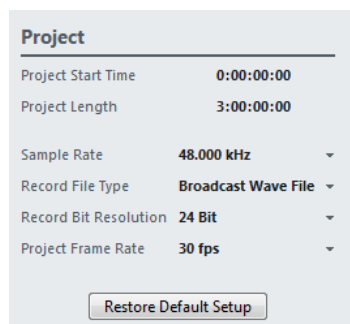 Project
Project Start Time 0:00:00:00
Project Length 3:00:00:00
Sample Rate 48.000 kHz
Record File Type Broadcast Wave File
Record Bit Resolution 24 Bit
Project Frame Rate 30 fps
Restore Default Setup